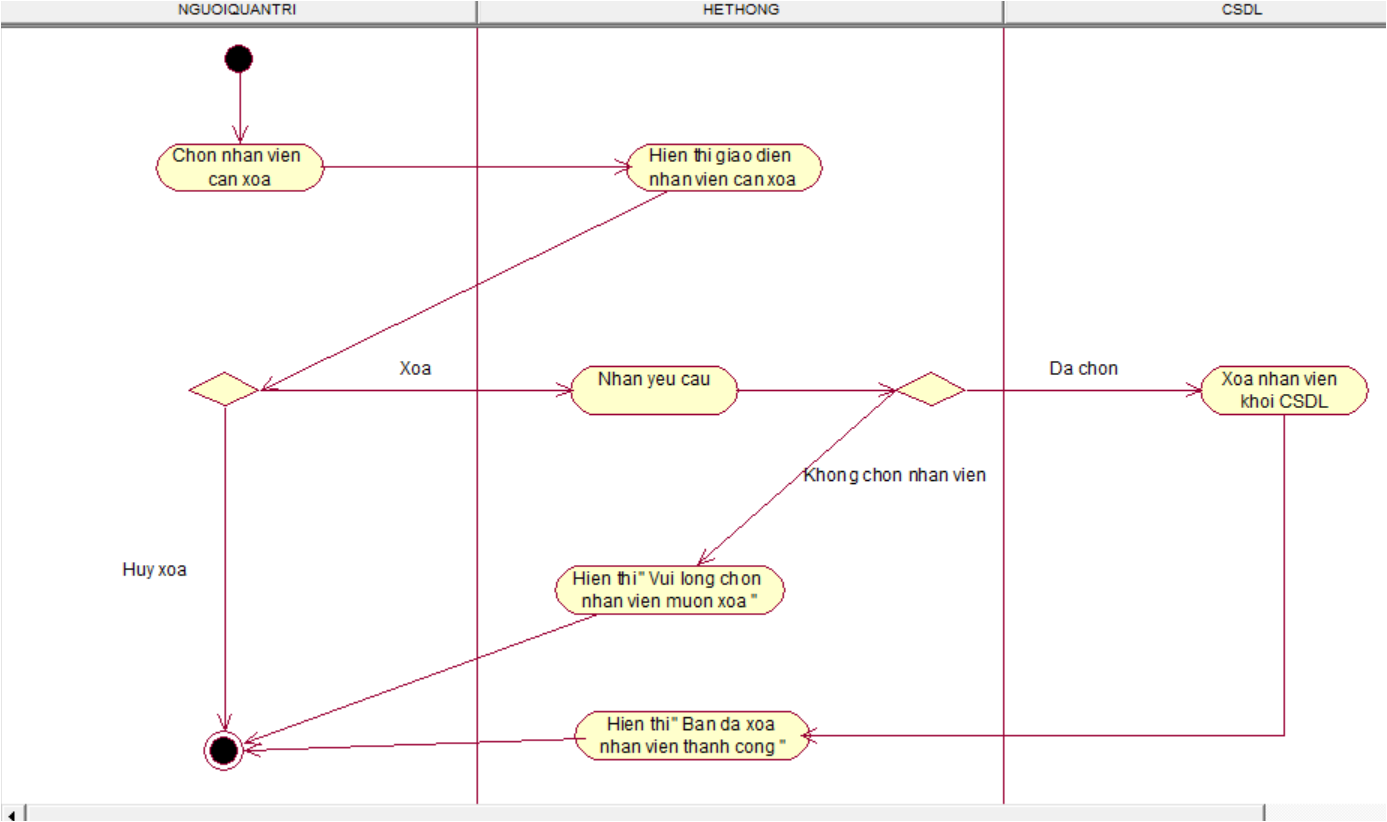 NGUOIQUANTRI
HETHONG
CSDL
Chon nhan vien
can xoa
Hien thi giao dien
nhan vien can xoa
Xoa
Nhan yeu cau
Da chon
Xoa nhan vien
khoi CSDL
Khong chon nhan vien
Huy xoa
Hien thi" Vui long chon
nhan vien muon xoa "
Hien thi" Ban da xoa
nhan vien thanh cong "